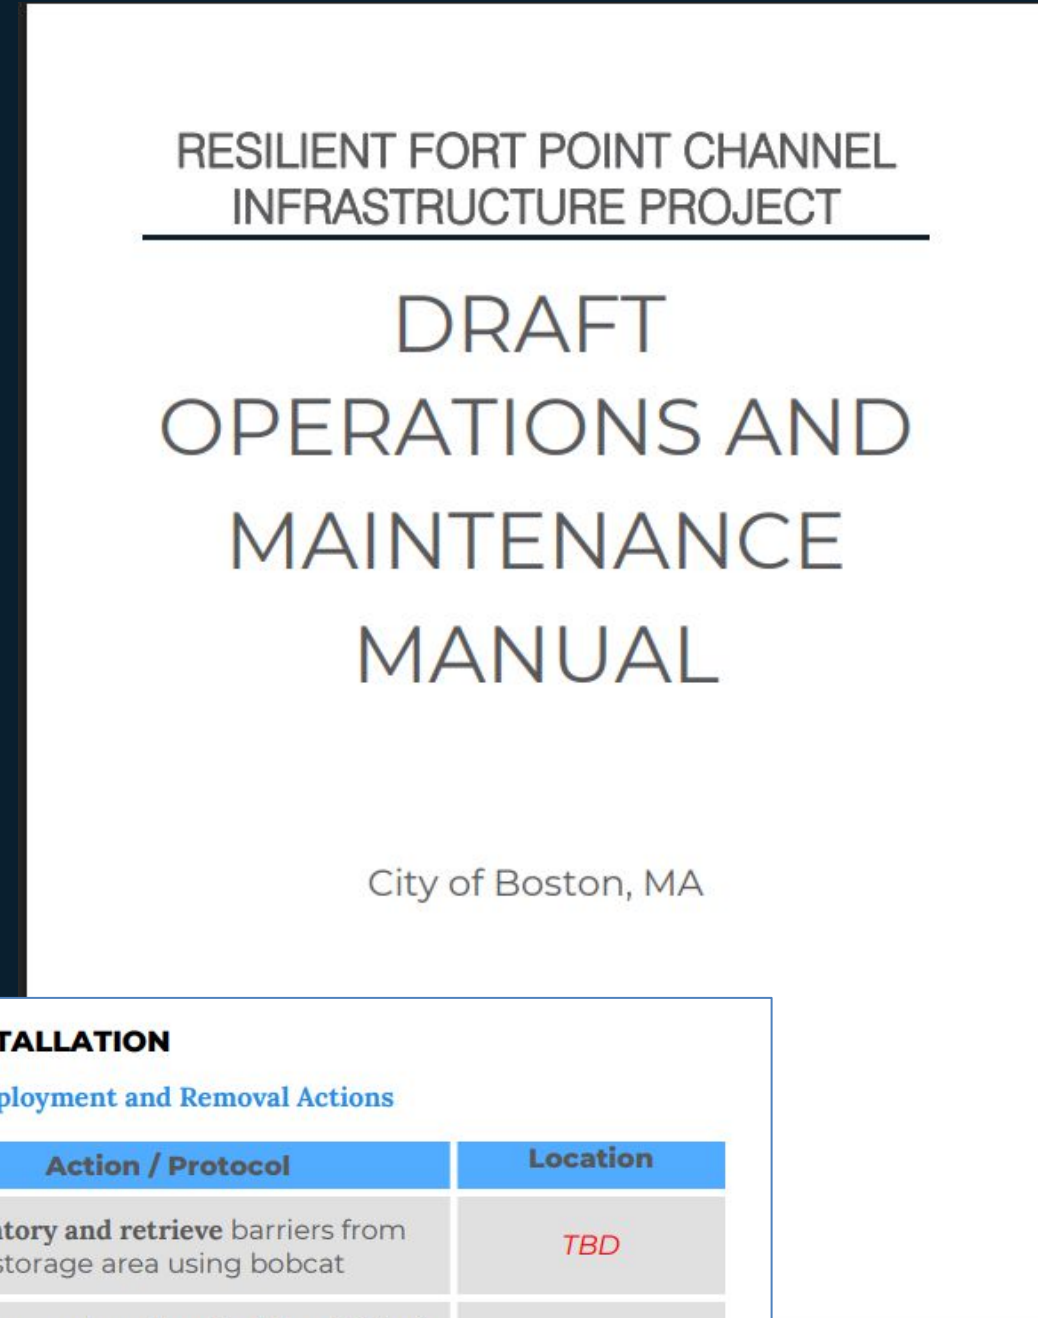 RESILIENT FORT POINT CHANNEL
INFRASTRUCTURE PROJECT
DRAFT
OPERATIONS AND
MAINTENANCE
MANUAL
City of Boston, MA
TALLATION
ployment and Removal Actions
Action / Protocol
Location
tory and retrieve barriers from
storage area using bobcat
TBD